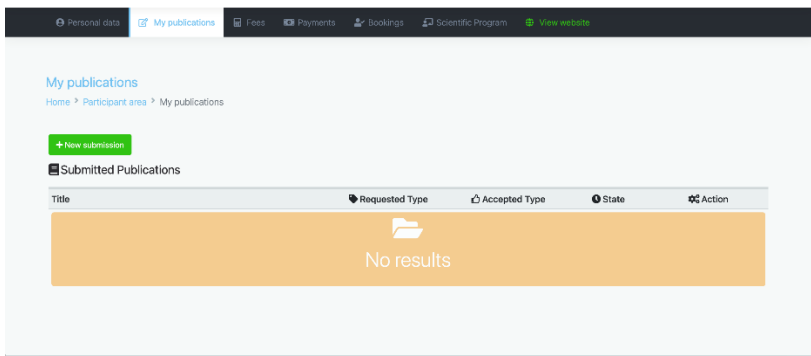 Personal data My publications Fees Payments Bookings Scientific Program View website
My publications
Home > Participant area > My publications
+ New submission
Submitted Publications
Title Requested Type Accepted Type State Action
No results